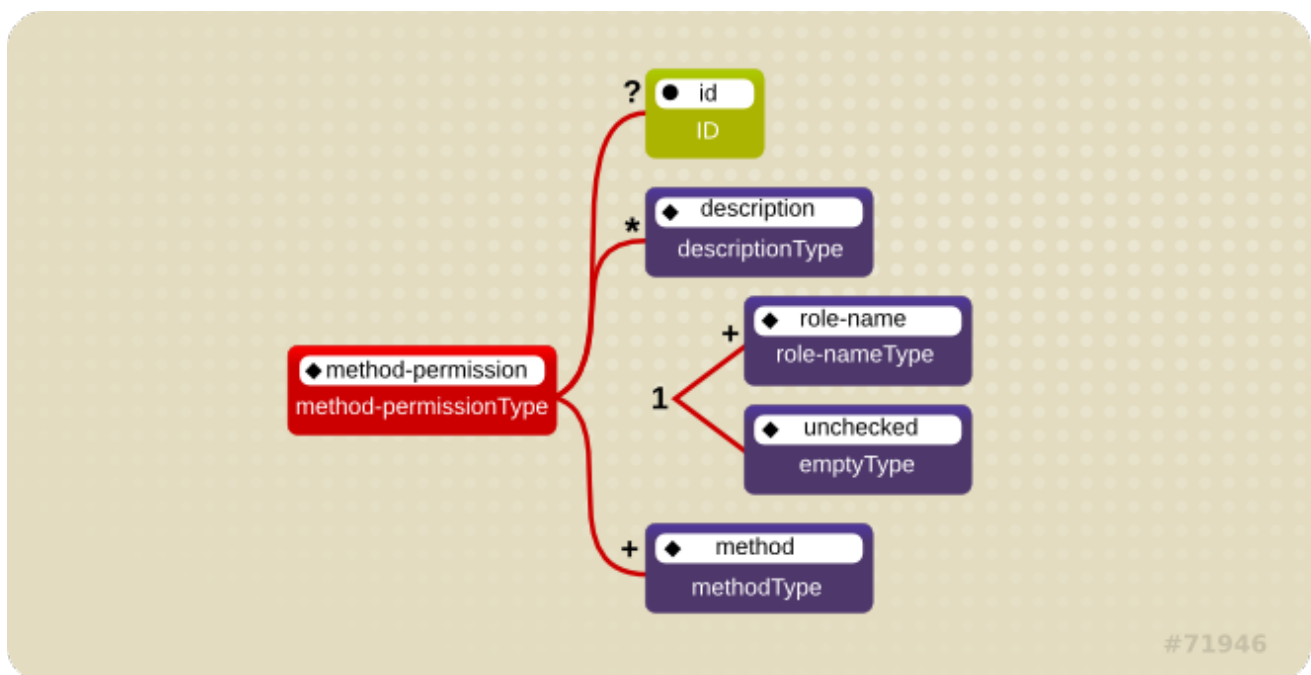 ?
id
ID
*
description
descriptionType
+
role-name
role-nameType
method-permission
method-permissionType
1
unchecked
emptyType
+
method
methodType
#71946